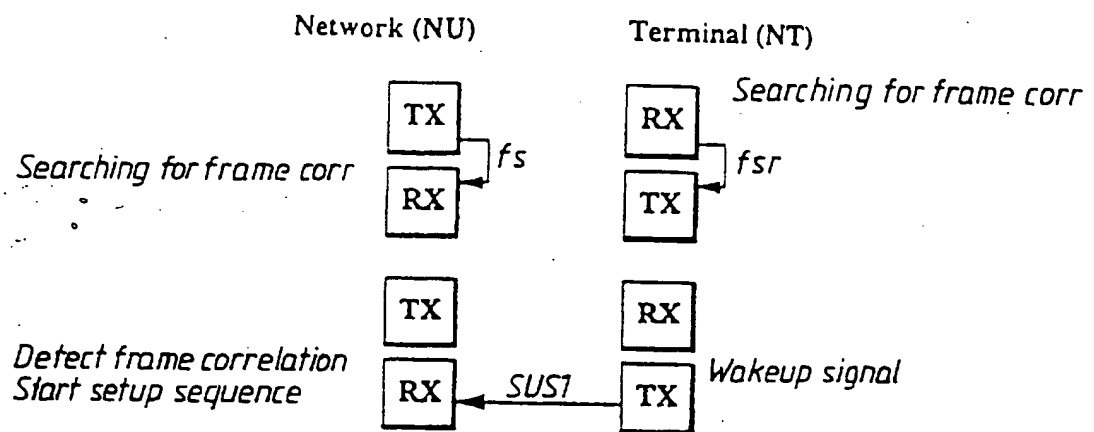 Network (NU)
Terminal (NT)
TX
RX
Searching for frame corr
fs
fsr
Searching for frame corr
RX
TX
TX
RX
Detect frame correlation
Start setup sequence
RX
SUS1
TX
Wakeup signal